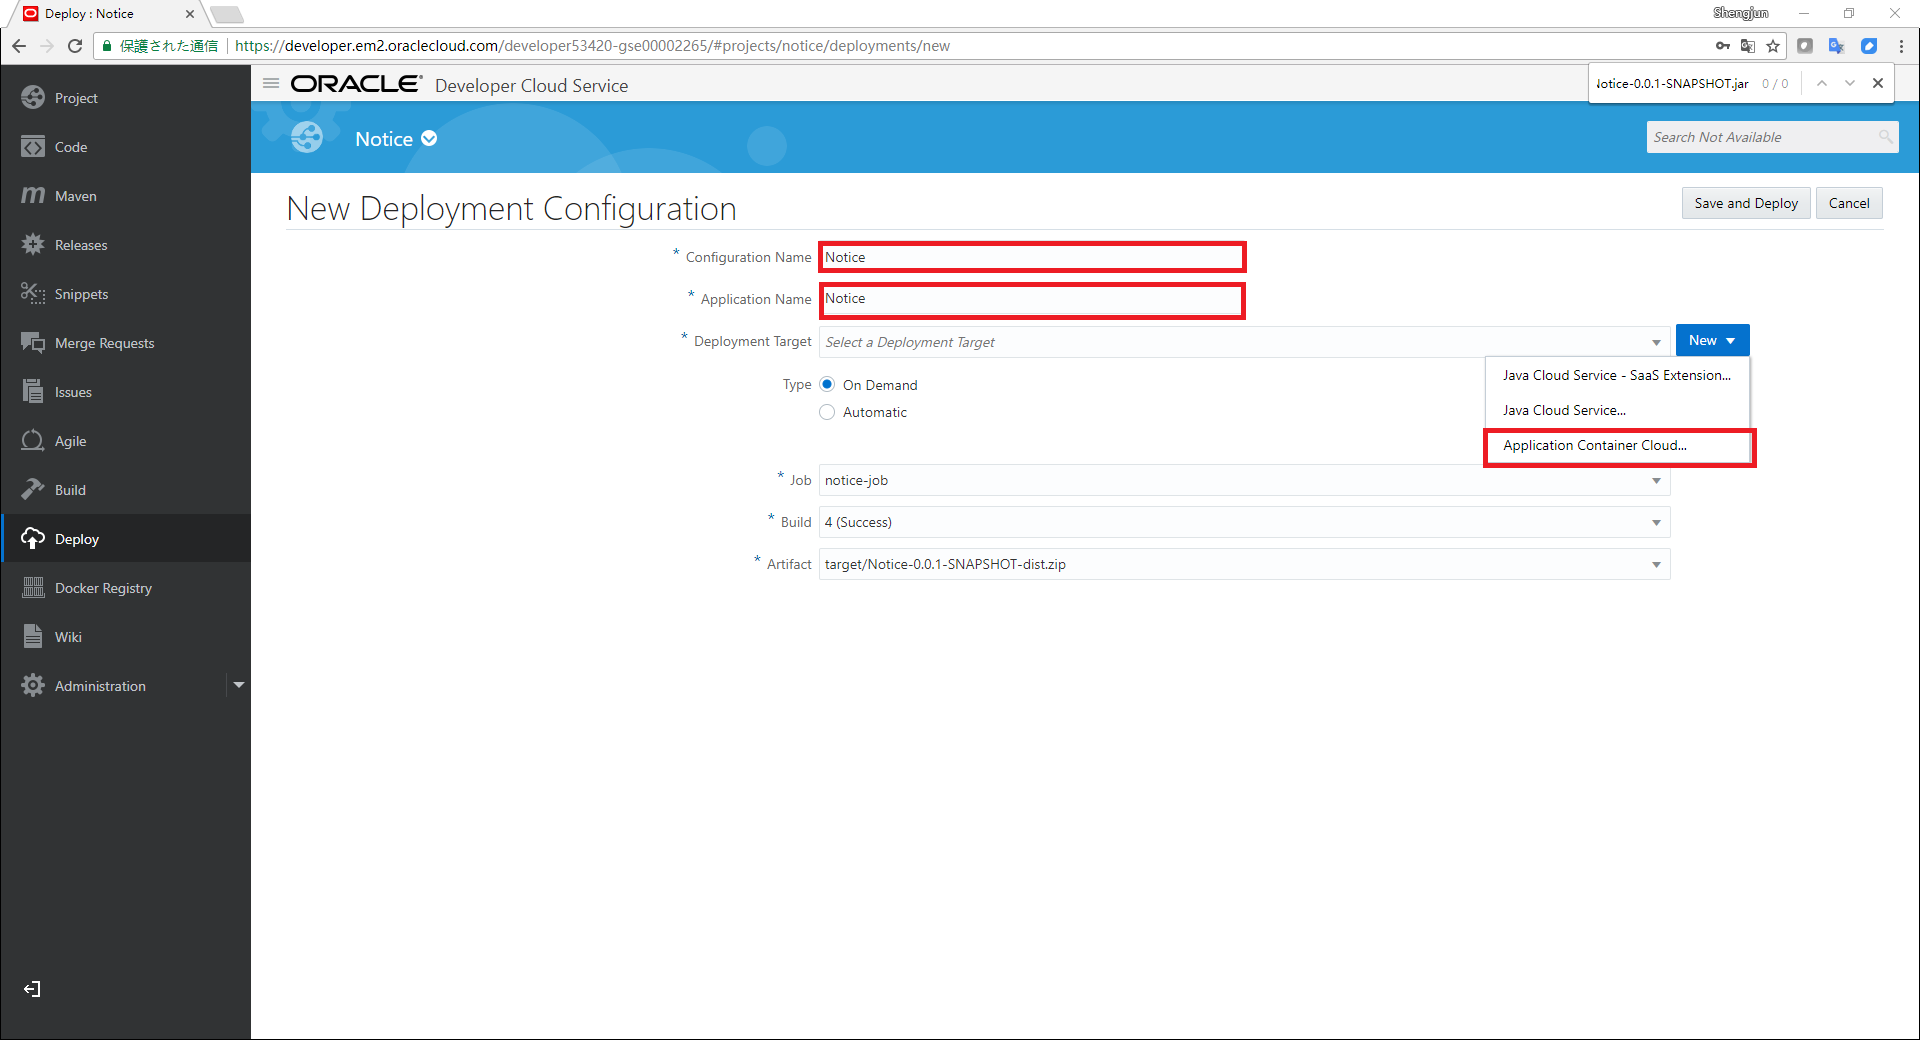 Deploy : Notice
Shengjun
保護された通信
https://developer.em2.oraclecloud.com/developer53420-gse00002265/#projects/notice/deployments/new
ORACLE Developer Cloud Service
Notice-0.0.1-SNAPSHOT.jar 0 / 0
Notice
Search Not Available
Project
Code
Maven
Releases
Snippets
Merge Requests
Issues
Agile
Build
Deploy
Docker Registry
Wiki
Administration
New Deployment Configuration
Save and Deploy
Cancel
* Configuration Name Notice
* Application Name Notice
* Deployment Target Select a Deployment Target
New
Java Cloud Service - SaaS Extension...
Java Cloud Service...
Application Container Cloud...
Type On Demand
Automatic
* Job notice-job
* Build 4 (Success)
* Artifact target/Notice-0.0.1-SNAPSHOT-dist.zip